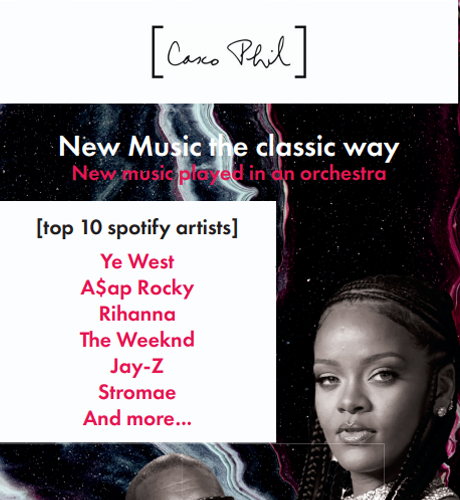 [Casco Phil]
New Music the classic way
New music played in an orchestra
[top 10 spotify artists]
Ye West
A$ap Rocky
Rihanna
The Weeknd
Jay-Z
Stromae
And more...